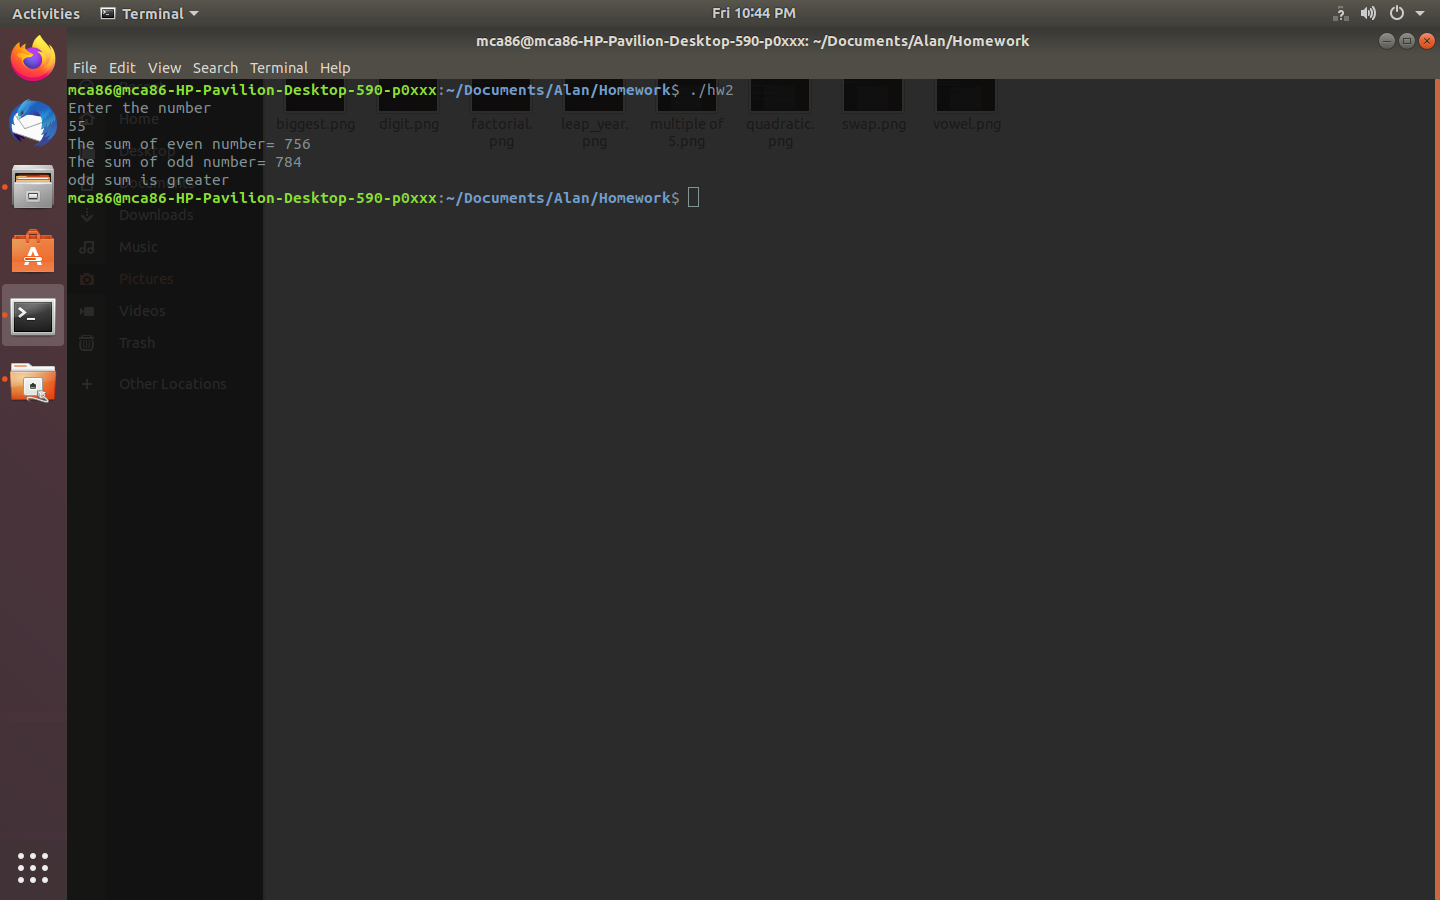 Activities Terminal Fri 10:44 PM
mca86@mca86-HP-Pavilion-Desktop-590-p0xxx: ~/Documents/Alan/Homework
File Edit View Search Terminal Help
mca86@mca86-HP-Pavilion-Desktop-590-p0xxx:~/Documents/Alan/Homework$ ./hw2
Enter the number
55
The sum of even number= 756
The sum of odd number= 784
odd sum is greater
mca86@mca86-HP-Pavilion-Desktop-590-p0xxx:~/Documents/Alan/Homework$
biggest.png digit.png factorial. leap_year. multiple of quadratic. swap.png vowel.png
png png 5.png png
Home
Desktop
Documents
Downloads
Music
Pictures
Videos
Trash
Other Locations